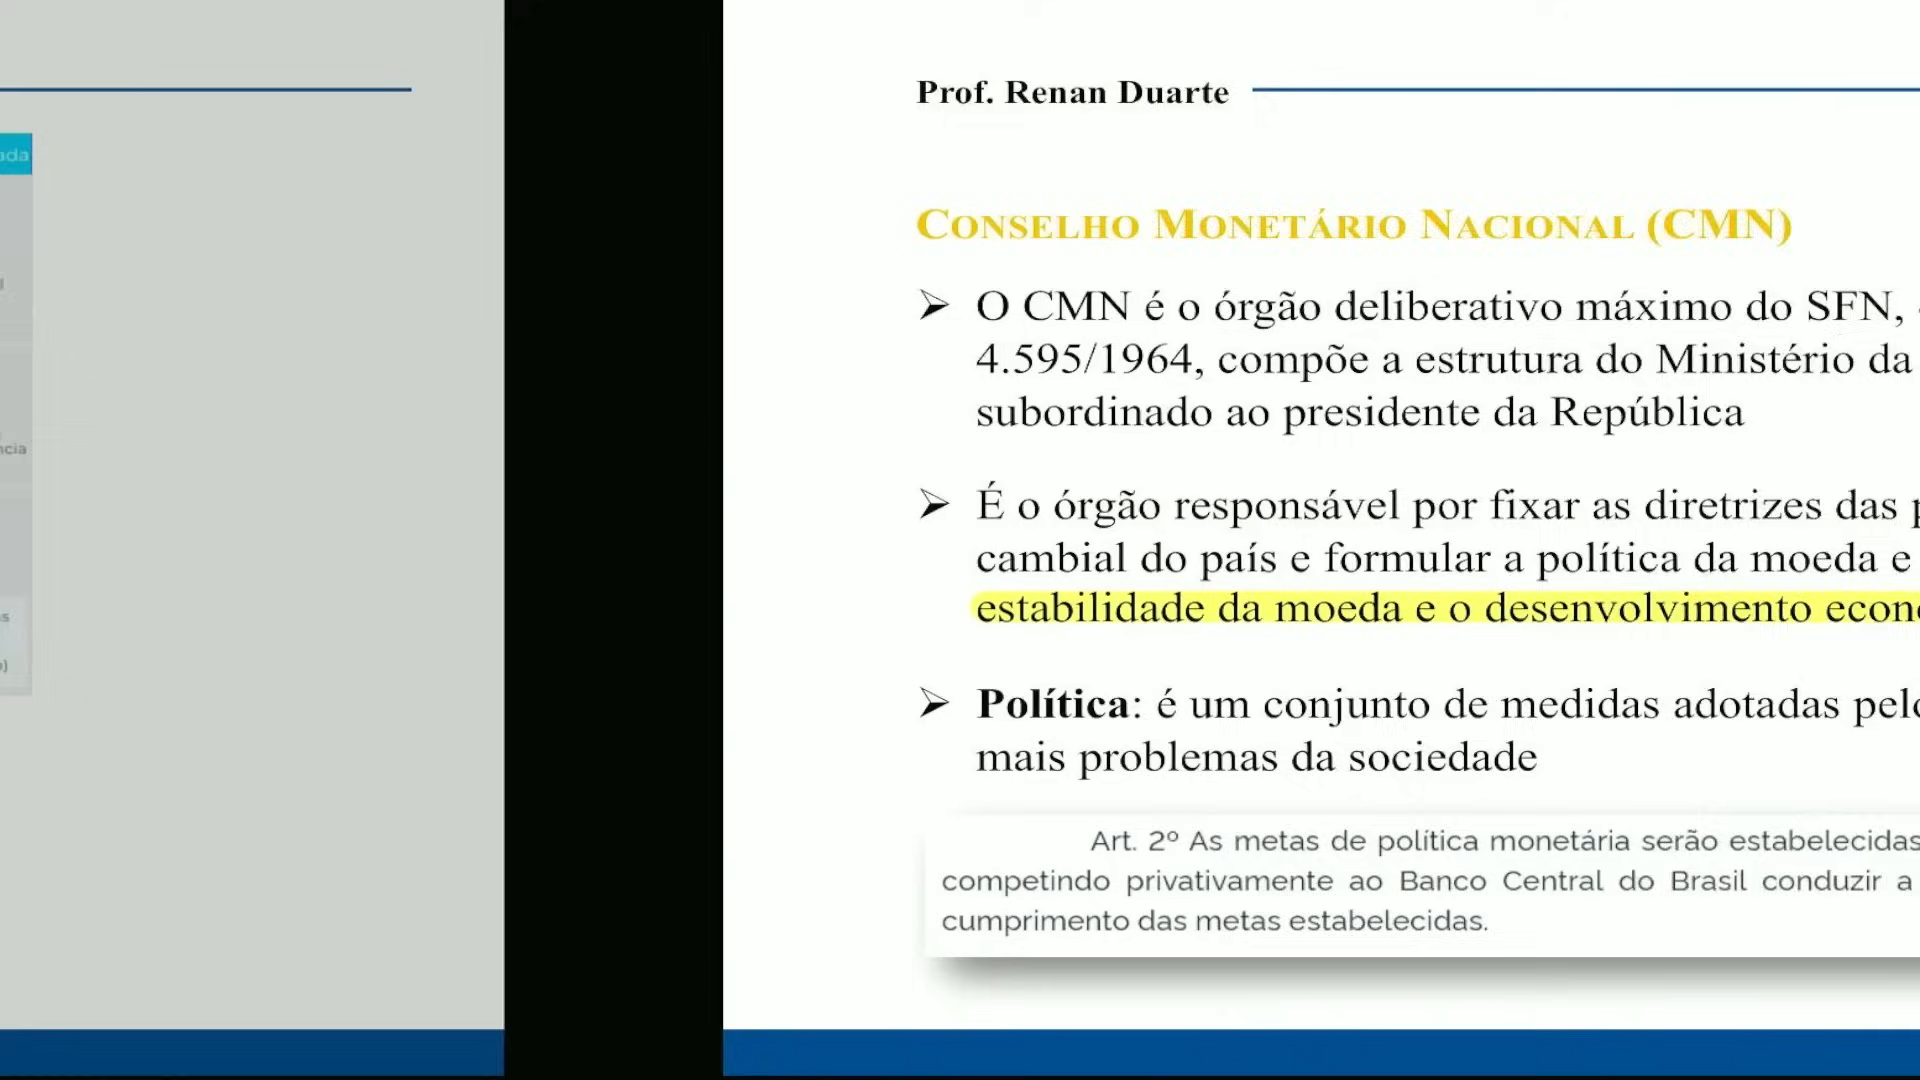 Prof. Renan Duarte
CONSELHO MONETÁRIO NACIONAL (CMN)
➢ O CMN é o órgão deliberativo máximo do SFN,
4.595/1964, compõe a estrutura do Ministério da
subordinado ao presidente da República
➢ É o órgão responsável por fixar as diretrizes das
cambial do país e formular a política da moeda e
estabilidade da moeda e o desenvolvimento
➢ Política: é um conjunto de medidas adotadas
mais problemas da sociedade
Art. 2º As metas de política monetária serão estabelecidas
competindo privativamente ao Banco Central do Brasil conduzir a
cumprimento das metas estabelecidas.